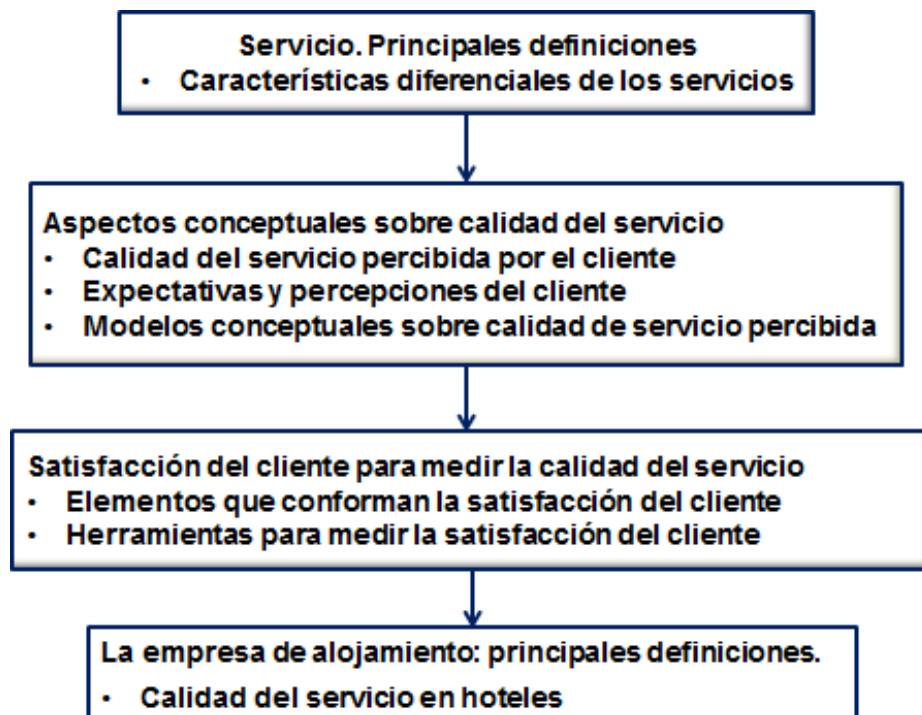 Servicio. Principales definiciones
• Características diferenciales de los servicios
Aspectos conceptuales sobre calidad del servicio
• Calidad del servicio percibida por el cliente
• Expectativas y percepciones del cliente
• Modelos conceptuales sobre calidad de servicio percibida
Satisfacción del cliente para medir la calidad del servicio
• Elementos que conforman la satisfacción del cliente
• Herramientas para medir la satisfacción del cliente
La empresa de alojamiento: principales definiciones.
• Calidad del servicio en hoteles